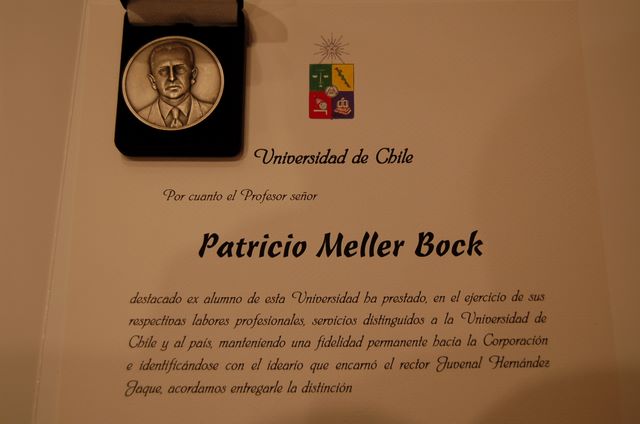 Universidad de Chile
Por cuanto el Profesor señor
Patricio Meller Bock
destacado ex alumno de esta Universidad ha prestado, en el ejercicio de sus
respectivas labores profesionales, servicios distinguidos a la Universidad de
Chile y al país, manteniendo una fidelidad permanente hacia la Corporación
e identificándose con el ideario que encarnó el rector Juvenal Hernández
Jaque, acordamos entregarle la distinción